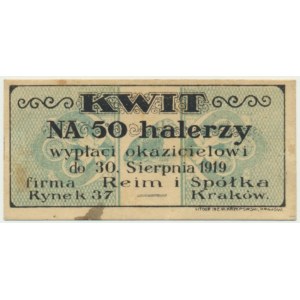 KWIT
NA 50 halerzy
wypłaci okazicielowi
do 30. Sierpnia 1919
firma Reim i Spółka
Rynek 37 Kraków.